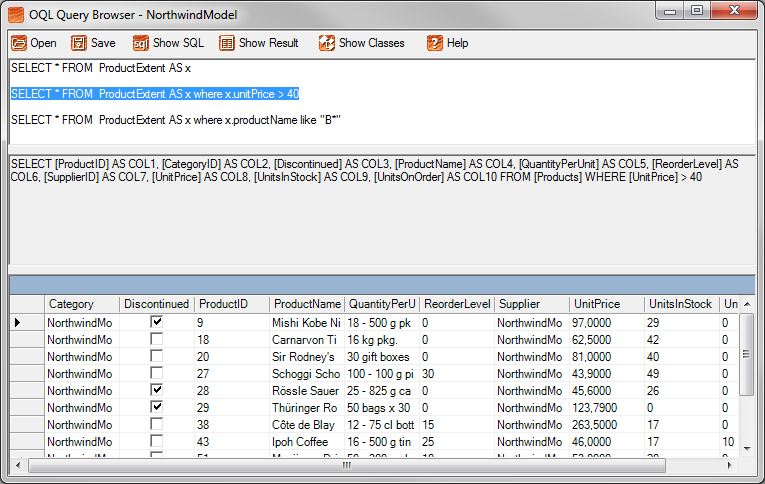 OQL Query Browser - NorthwindModel
Open Save Show SQL Show Result Show Classes Help
SELECT * FROM ProductExtent AS x
SELECT * FROM ProductExtent AS x where x.unitPrice > 40
SELECT * FROM ProductExtent AS x where x.productName like "B*"
SELECT [ProductID] AS COL1, [CategoryID] AS COL2, [Discontinued] AS COL3, [ProductName] AS COL4, [QuantityPerUnit] AS COL5, [ReorderLevel] AS
COL6, [SupplierID] AS COL7, [UnitPrice] AS COL8, [UnitsInStock] AS COL9, [UnitsOnOrder] AS COL10 FROM [Products] WHERE [UnitPrice] > 40
Category Discontinued ProductID ProductName QuantityPerU ReorderLevel Supplier UnitPrice UnitsInStock Un
NorthwindMo 9 Mishi Kobe Ni 18 - 500 g pk 0 NorthwindMo 97,0000 29 0
NorthwindMo 18 Carnarvon Ti 16 kg pkg. 0 NorthwindMo 62,5000 42 0
NorthwindMo 20 Sir Rodney's 30 gift boxes 0 NorthwindMo 81,0000 40 0
NorthwindMo 27 Schoggi Scho 100 - 100 g pi 30 NorthwindMo 43,9000 49 0
NorthwindMo 28 Rössle Sauer 25 - 825 g ca 0 NorthwindMo 45,6000 26 0
NorthwindMo 29 Thüringer Ro 50 bags x 30 0 NorthwindMo 123,7900 0 0
NorthwindMo 38 Côte de Blay 12 - 75 cl bott 15 NorthwindMo 263,5000 17 0
NorthwindMo 43 Ipoh Coffee 16 - 500 g tin 25 NorthwindMo 46,0000 17 10